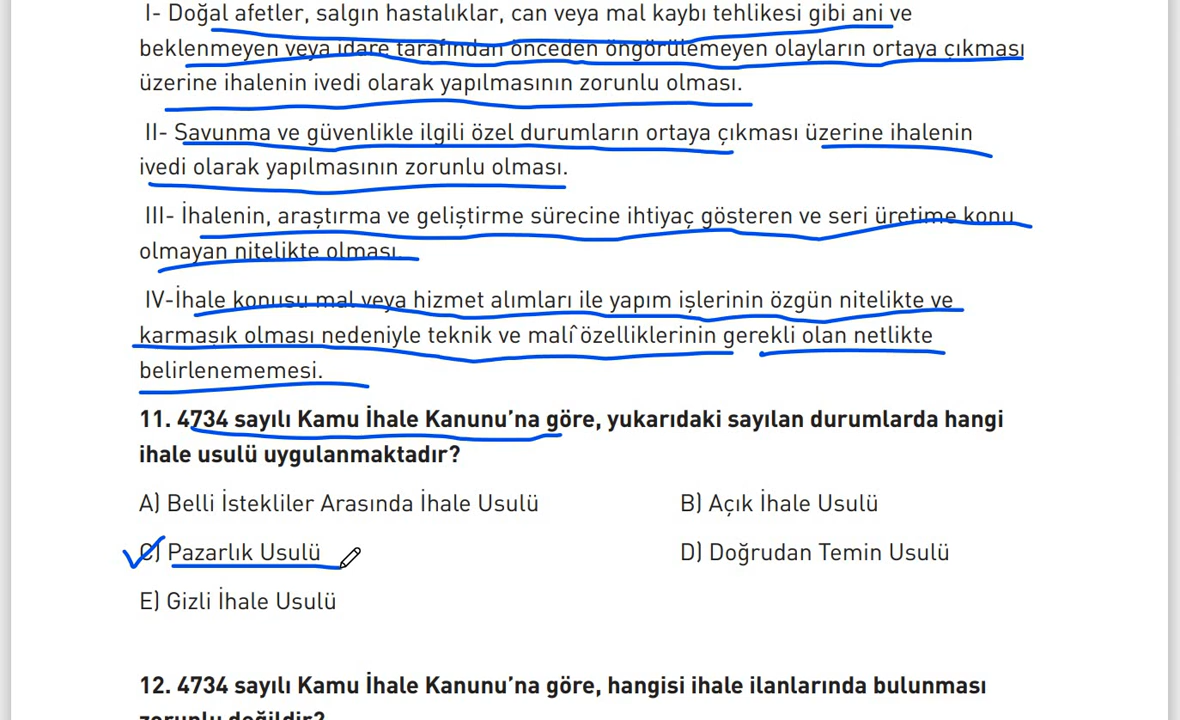 I- Doğal afetler, salgın hastalıklar, can veya mal kaybı tehlikesi gibi ani ve
beklenmeyen veya idare tarafından önceden öngörülemeyen olayların ortaya çıkması
üzerine ihalenin ivedi olarak yapılmasının zorunlu olması.
II- Savunma ve güvenlikle ilgili özel durumların ortaya çıkması üzerine ihalenin
ivedi olarak yapılmasının zorunlu olması.
III- İhalenin, araştırma ve geliştirme sürecine ihtiyaç gösteren ve seri üretime konu
olmayan nitelikte olması.
IV-İhale konusu mal veya hizmet alımları ile yapım işlerinin özgün nitelikte ve
karmaşık olması nedeniyle teknik ve malî özelliklerinin gerekli olan netlikte
belirlenememesi.
11. 4734 sayılı Kamu İhale Kanunu’na göre, yukarıdaki sayılan durumlarda hangi
ihale usulü uygulanmaktadır?
A) Belli İstekliler Arasında İhale Usulü
B) Açık İhale Usulü
C) Pazarlık Usulü
D) Doğrudan Temin Usulü
E) Gizli İhale Usulü
12. 4734 sayılı Kamu İhale Kanunu’na göre, hangisi ihale ilanlarında bulunması
zorunlu değildir?